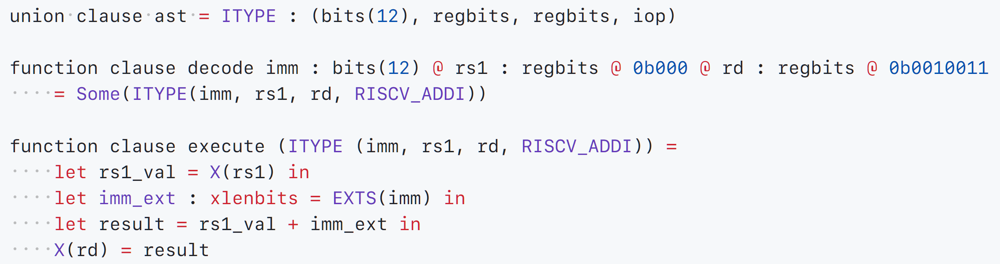 union clause ast = ITYPE : (bits(12), regbits, regbits, iop)
function clause decode imm : bits(12) @ rs1 : regbits @ 0b000 @ rd : regbits @ 0b0010011
    = Some(ITYPE(imm, rs1, rd, RISCV_ADDI))
function clause execute (ITYPE (imm, rs1, rd, RISCV_ADDI)) =
    let rs1_val = X(rs1) in
    let imm_ext : xlenbits = EXTS(imm) in
    let result = rs1_val + imm_ext in
    X(rd) = result